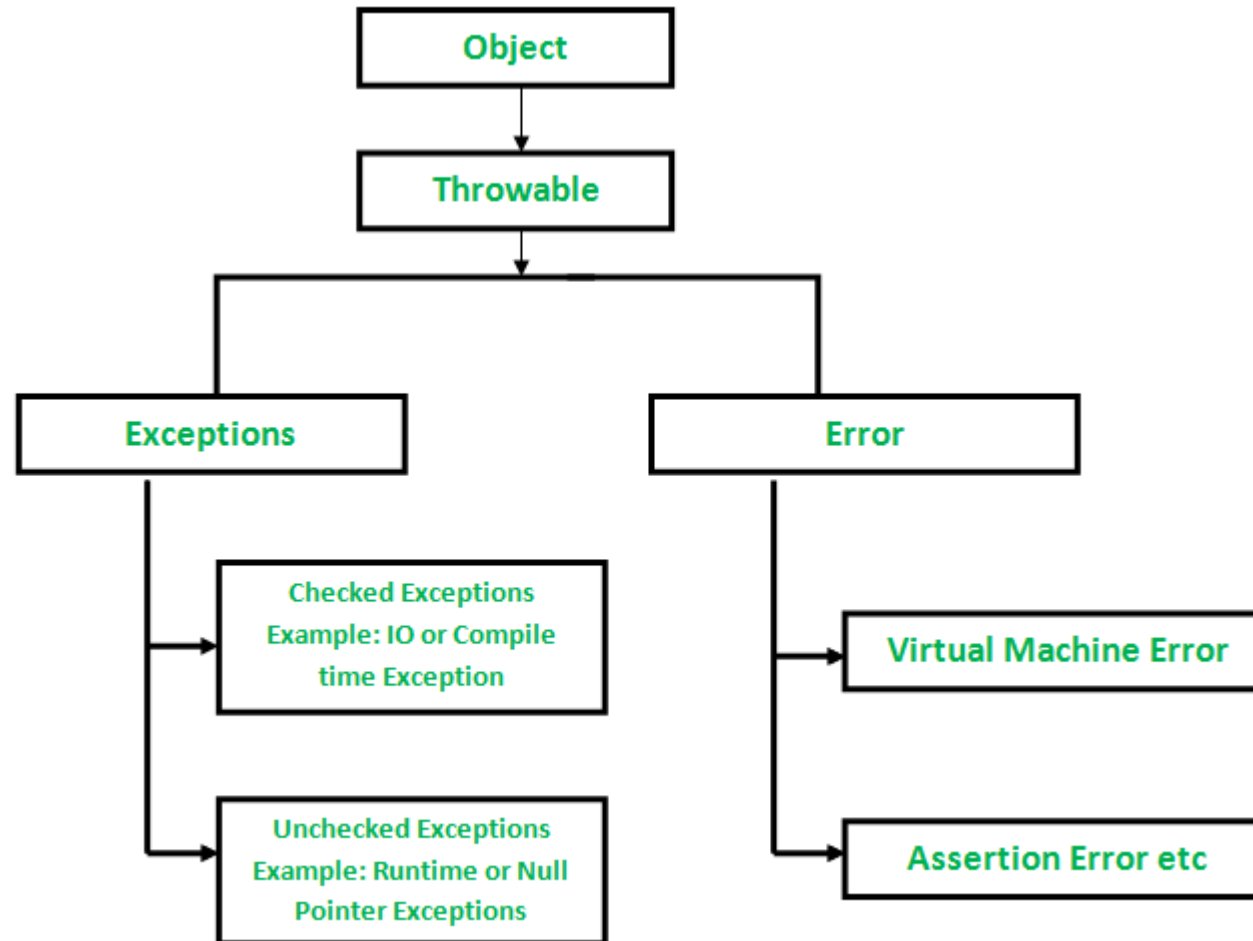 Object
Throwable
Exceptions
Error
Checked Exceptions
Example: IO or Compile
time Exception
Unchecked Exceptions
Example: Runtime or Null
Pointer Exceptions
Virtual Machine Error
Assertion Error etc